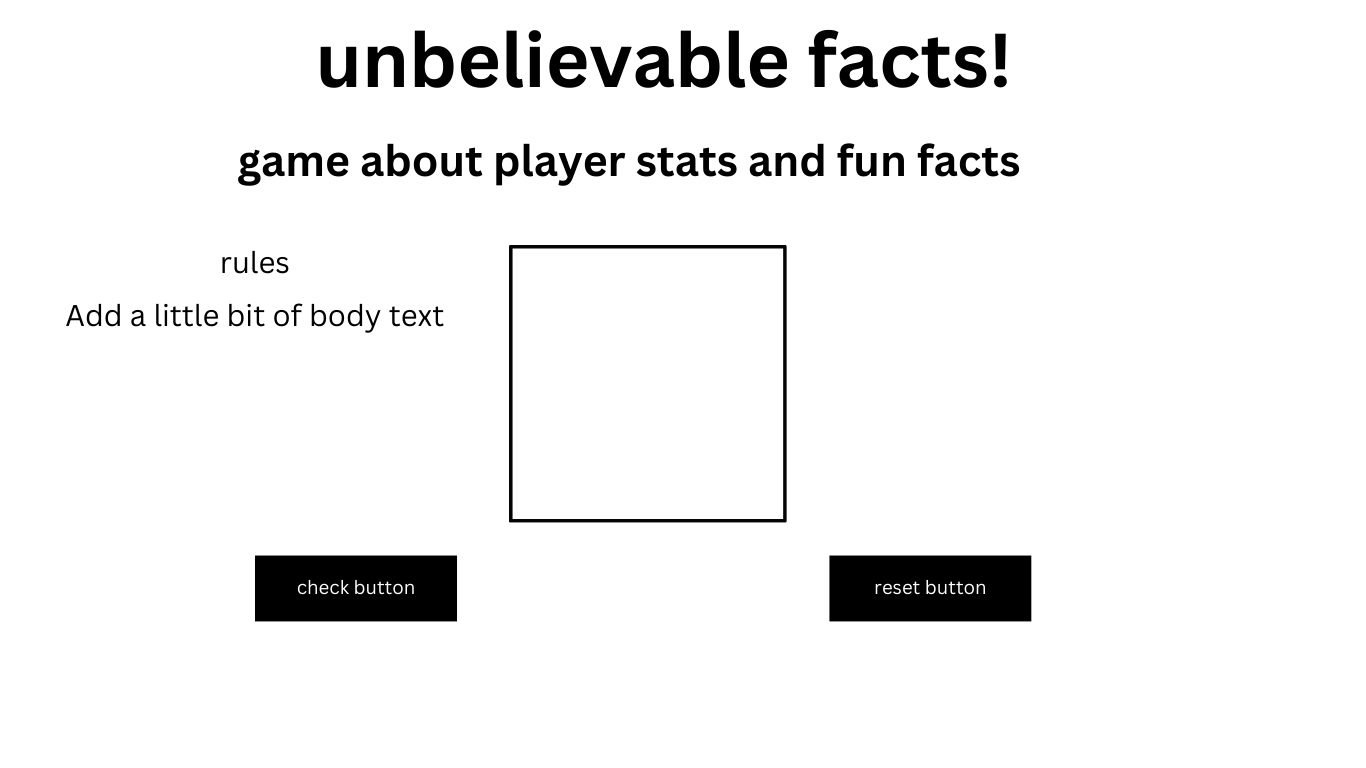 unbelievable facts!
game about player stats and fun facts
rules
Add a little bit of body text
check button
reset button